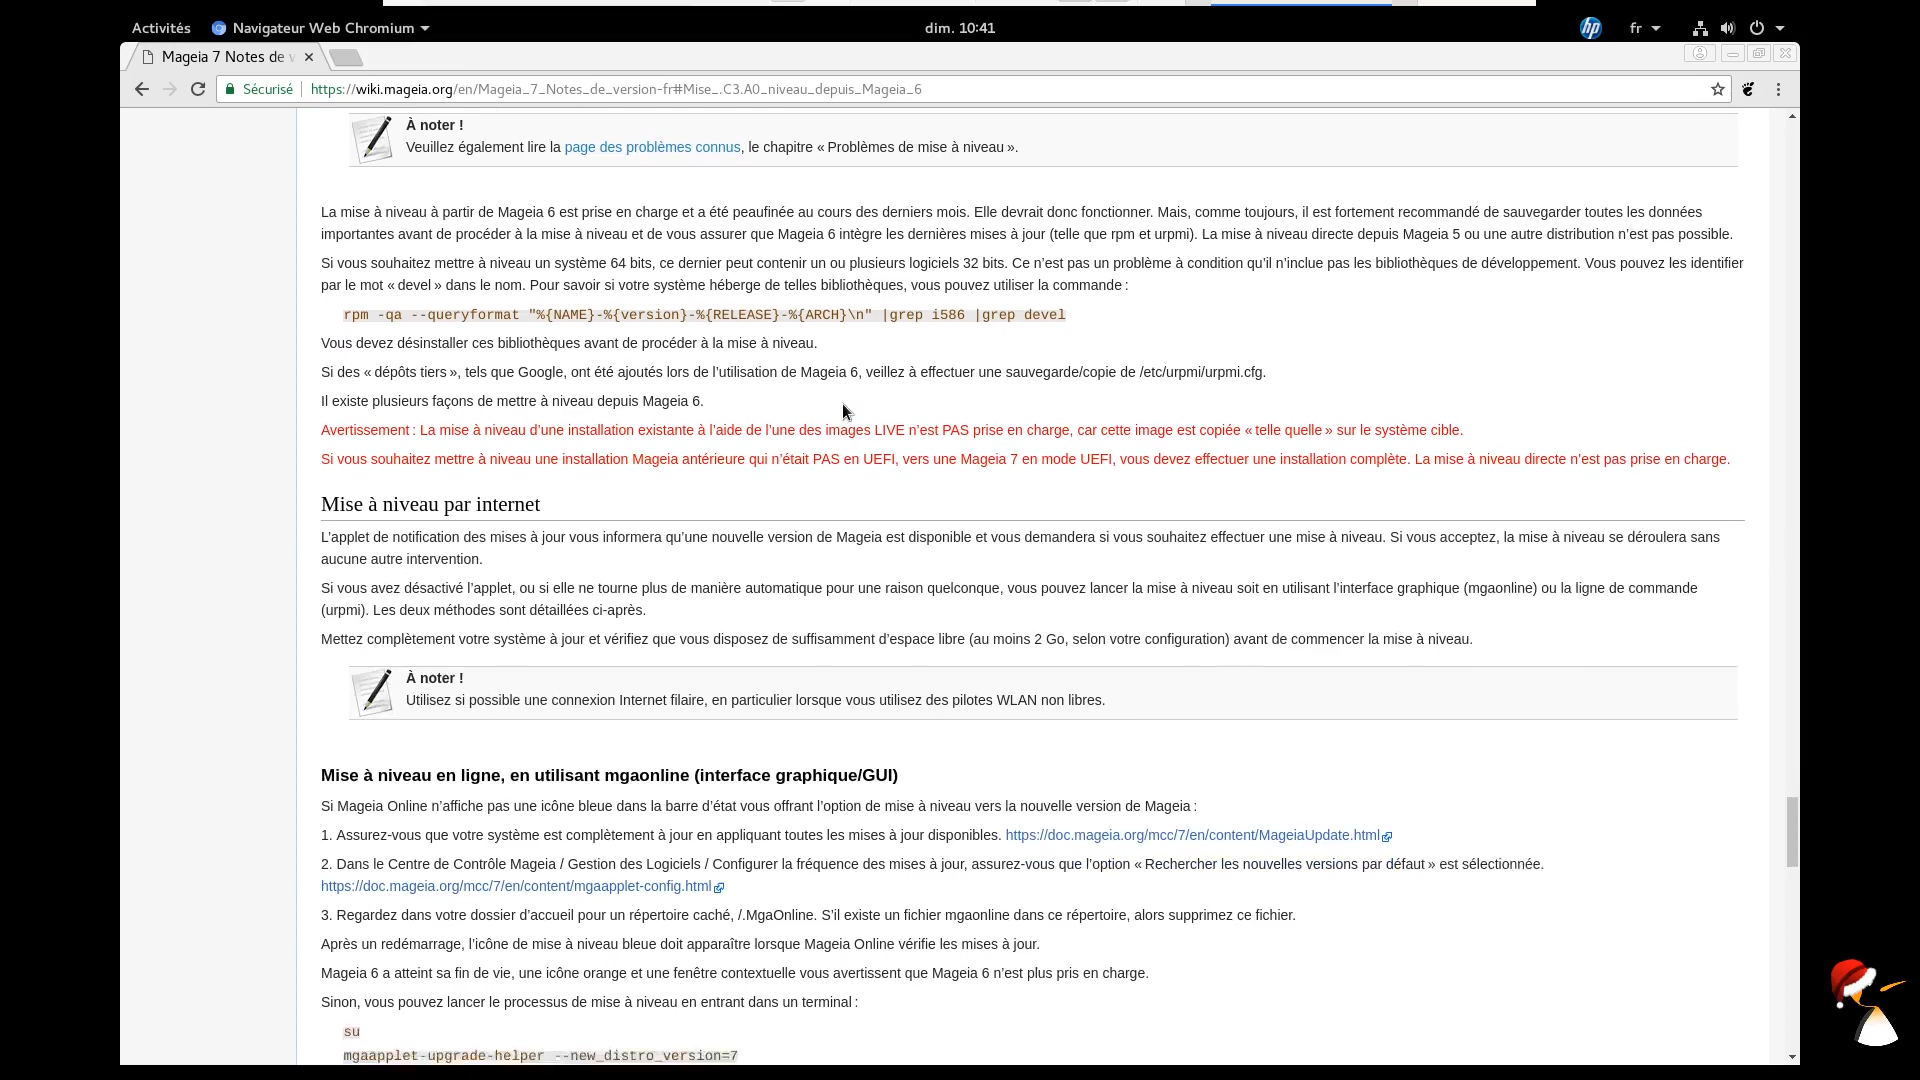 Activités Navigateur Web Chromium dim. 10:41 hp fr
Mageia 7 Notes de
Sécurisé https://wiki.mageia.org/en/Mageia_7_Notes_de_version-fr#Mise_.C3.A0_niveau_depuis_Mageia_6
À noter !
Veuillez également lire la page des problèmes connus, le chapitre « Problèmes de mise à niveau ».
La mise à niveau à partir de Mageia 6 est prise en charge et a été peaufinée au cours des derniers mois. Elle devrait donc fonctionner. Mais, comme toujours, il est fortement recommandé de sauvegarder toutes les données
importantes avant de procéder à la mise à niveau et de vous assurer que Mageia 6 intègre les dernières mises à jour (telle que rpm et urpmi). La mise à niveau directe depuis Mageia 5 ou une autre distribution n’est pas possible.
Si vous souhaitez mettre à niveau un système 64 bits, ce dernier peut contenir un ou plusieurs logiciels 32 bits. Ce n’est pas un problème à condition qu’il n’inclue pas les bibliothèques de développement. Vous pouvez les identifier
par le mot « devel » dans le nom. Pour savoir si votre système héberge de telles bibliothèques, vous pouvez utiliser la commande :
rpm -qa --queryformat "%{NAME}-%{version}-%{RELEASE}-%{ARCH}\n" |grep i586 |grep devel
Vous devez désinstaller ces bibliothèques avant de procéder à la mise à niveau.
Si des « dépôts tiers », tels que Google, ont été ajoutés lors de l’utilisation de Mageia 6, veillez à effectuer une sauvegarde/copie de /etc/urpmi/urpmi.cfg.
Il existe plusieurs façons de mettre à niveau depuis Mageia 6.
Avertissement : La mise à niveau d’une installation existante à l’aide de l’une des images LIVE n’est PAS prise en charge, car cette image est copiée « telle quelle » sur le système cible.
Si vous souhaitez mettre à niveau une installation Mageia antérieure qui n’était PAS en UEFI, vers une Mageia 7 en mode UEFI, vous devez effectuer une installation complète. La mise à niveau directe n’est pas prise en charge.
Mise à niveau par internet
L’applet de notification des mises à jour vous informera qu’une nouvelle version de Mageia est disponible et vous demandera si vous souhaitez effectuer une mise à niveau. Si vous acceptez, la mise à niveau se déroulera sans
aucune autre intervention.
Si vous avez désactivé l’applet, ou si elle ne tourne plus de manière automatique pour une raison quelconque, vous pouvez lancer la mise à niveau soit en utilisant l’interface graphique (mgaonline) ou la ligne de commande
(urpmi). Les deux méthodes sont détaillées ci-après.
Mettez complètement votre système à jour et vérifiez que vous disposez de suffisamment d’espace libre (au moins 2 Go, selon votre configuration) avant de commencer la mise à niveau.
À noter !
Utilisez si possible une connexion Internet filaire, en particulier lorsque vous utilisez des pilotes WLAN non libres.
Mise à niveau en ligne, en utilisant mgaonline (interface graphique/GUI)
Si Mageia Online n’affiche pas une icône bleue dans la barre d’état vous offrant l’option de mise à niveau vers la nouvelle version de Mageia :
1. Assurez-vous que votre système est complètement à jour en appliquant toutes les mises à jour disponibles. https://doc.mageia.org/mcc/7/en/content/MageiaUpdate.html
2. Dans le Centre de Contrôle Mageia / Gestion des Logiciels / Configurer la fréquence des mises à jour, assurez-vous que l’option « Rechercher les nouvelles versions par défaut » est sélectionnée.
https://doc.mageia.org/mcc/7/en/content/mgaapplet-config.html
3. Regardez dans votre dossier d’accueil pour un répertoire caché, /.MgaOnline. S’il existe un fichier mgaonline dans ce répertoire, alors supprimez ce fichier.
Après un redémarrage, l’icône de mise à niveau bleue doit apparaître lorsque Mageia Online vérifie les mises à jour.
Mageia 6 a atteint sa fin de vie, une icône orange et une fenêtre contextuelle vous avertissent que Mageia 6 n’est plus pris en charge.
Sinon, vous pouvez lancer le processus de mise à niveau en entrant dans un terminal :
su
mgaapplet-upgrade-helper --new_distro_version=7